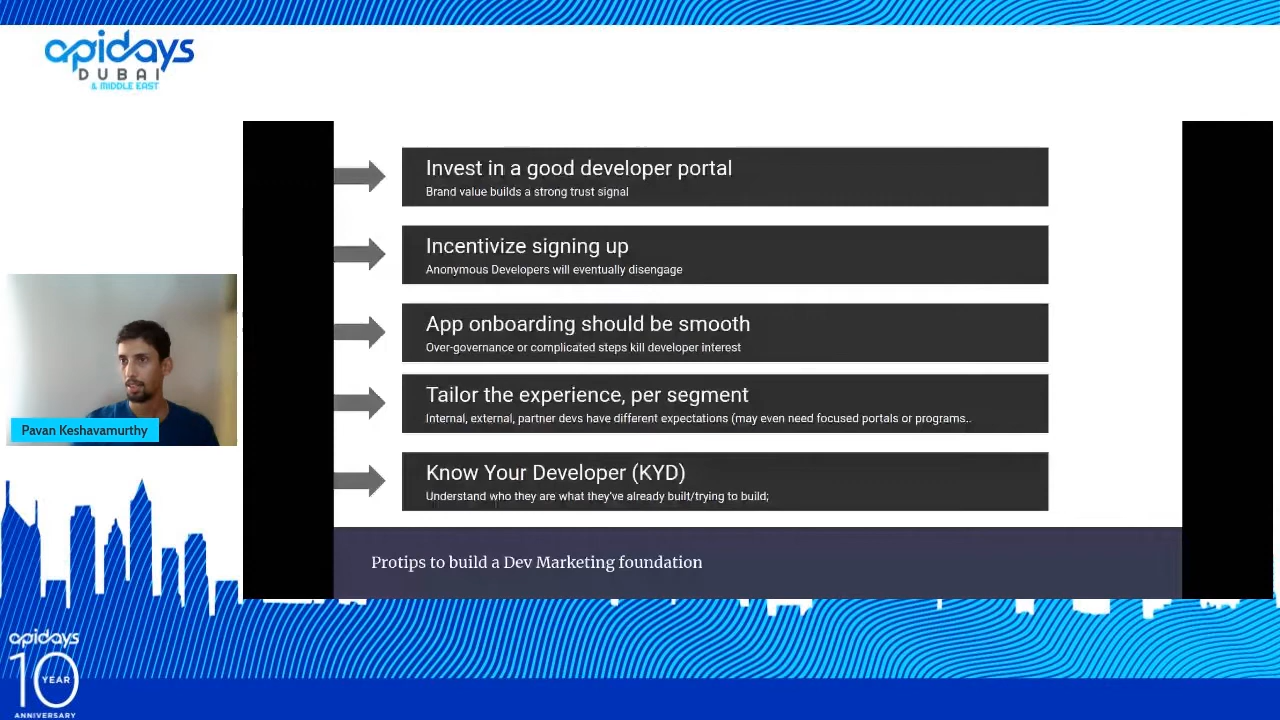 apidays
DUBAI
& MIDDLE EAST
Invest in a good developer portal
Brand value builds a strong trust signal
Incentivize signing up
Anonymous Developers will eventually disengage
App onboarding should be smooth
Over-governance or complicated steps kill developer interest
Tailor the experience, per segment
Internal, external, partner devs have different expectations (may even need focused portals or programs..
Know Your Developer (KYD)
Understand who they are what they've already built/trying to build;
Protips to build a Dev Marketing foundation
Pavan Keshavamurthy
apidays
10
YEAR
ANNIVERSARY